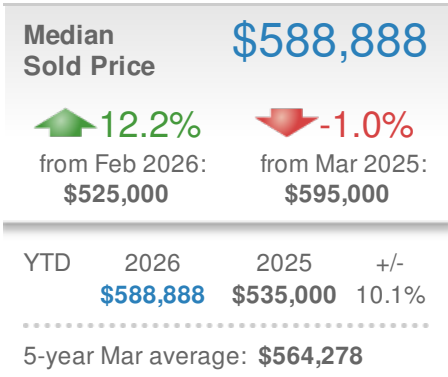 Median
Sold Price
$588,888
12.2% -1.0%
from Feb 2026: from Mar 2025:
$525,000 $595,000
YTD 2026 2025 +/-
$588,888 $535,000 10.1%
5-year Mar average: $564,278